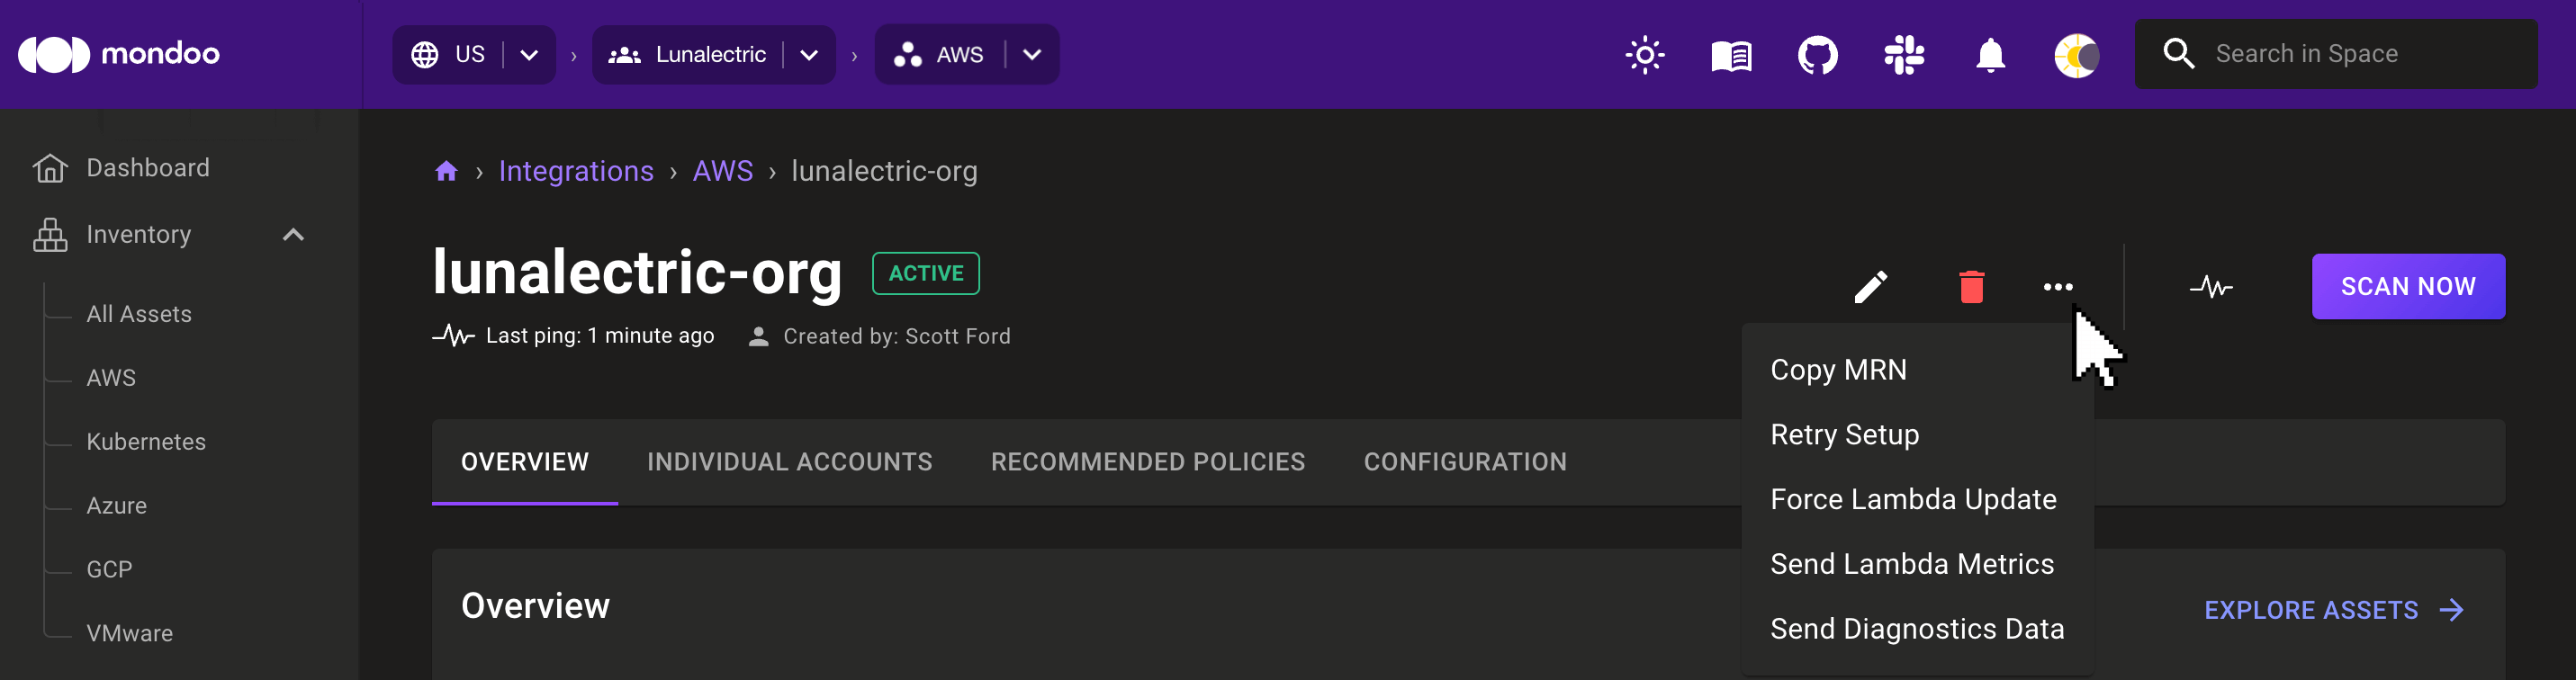 mondoo
US
Lunalectric
AWS
Search in Space
Dashboard
Inventory
All Assets
AWS
Kubernetes
Azure
GCP
VMware
Integrations › AWS › lunalectric-org
lunalectric-org
ACTIVE
Last ping: 1 minute ago
Created by: Scott Ford
SCAN NOW
Copy MRN
Retry Setup
Force Lambda Update
Send Lambda Metrics
Send Diagnostics Data
OVERVIEW
INDIVIDUAL ACCOUNTS
RECOMMENDED POLICIES
CONFIGURATION
Overview
EXPLORE ASSETS